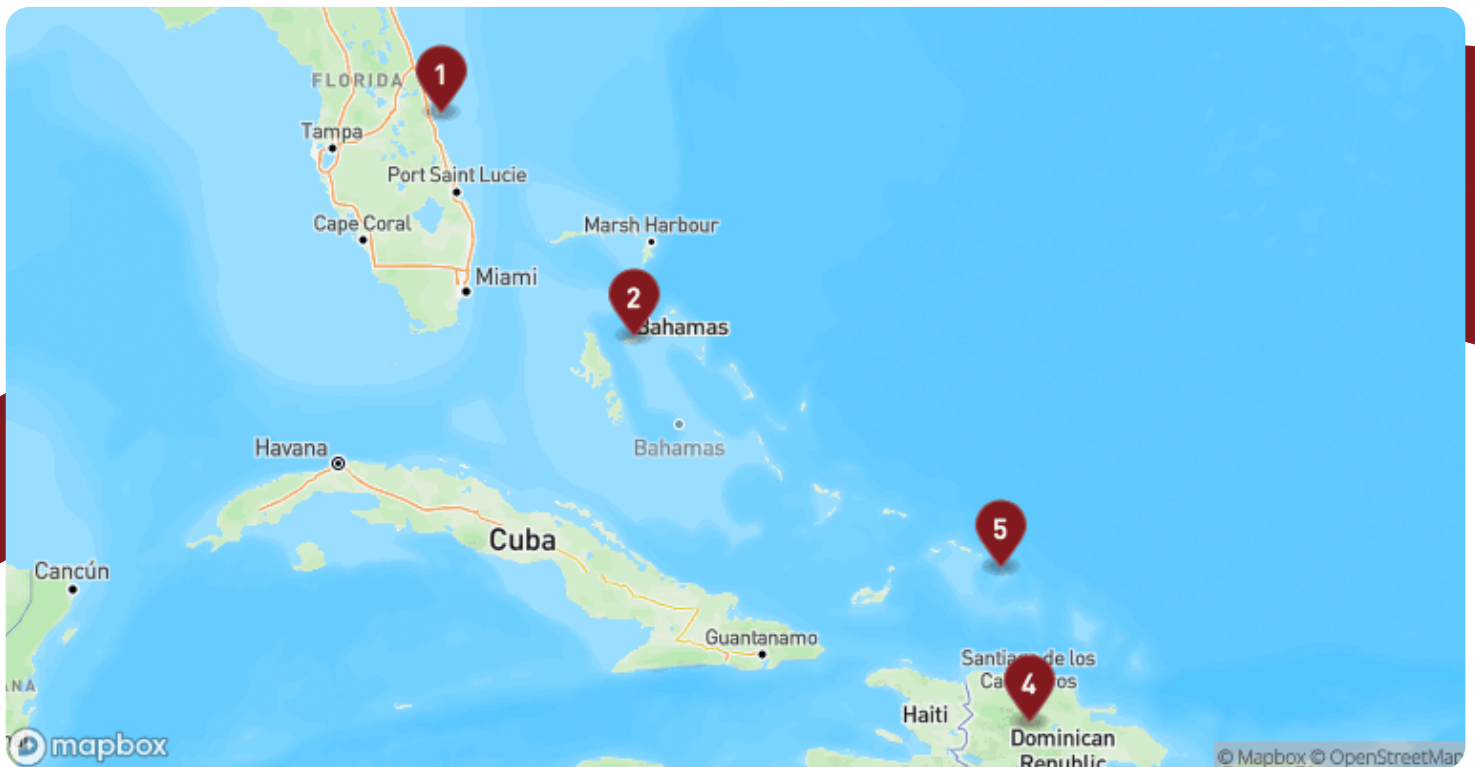 1
FLORIDA
Tampa
Port Saint Lucie
Cape Coral
Marsh Harbour
Miami
2
Bahamas
Havana
Bahamas
5
Cuba
Cancún
Guantanamo
Santiago de los
4
Haiti
Dominican
Republic
mapbox
© Mapbox © OpenStreetMap